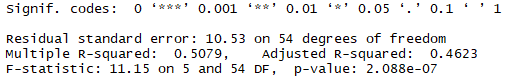 Signif. codes:  0 ‘***’ 0.001 ‘**’ 0.01 ‘*’ 0.05 ‘.’ 0.1 ‘ ’ 1
Residual standard error: 10.53 on 54 degrees of freedom
Multiple R-squared:  0.5079,    Adjusted R-squared:  0.4623
F-statistic: 11.15 on 5 and 54 DF,  p-value: 2.088e-07